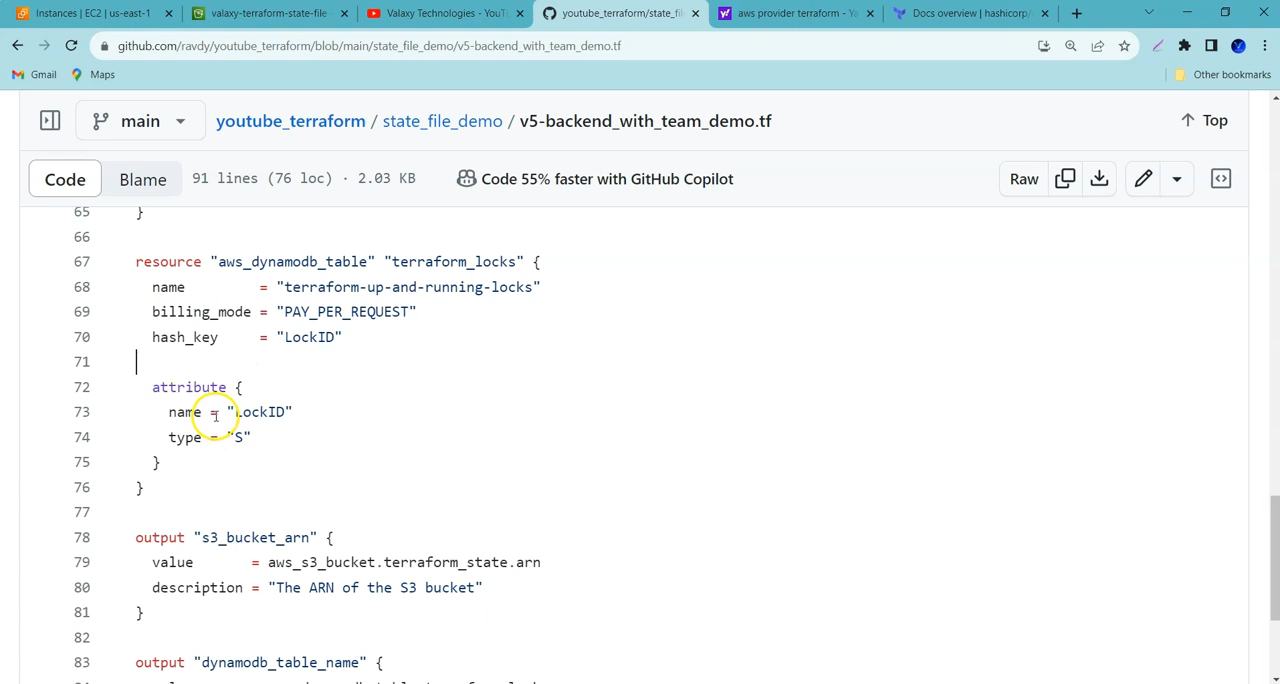 Instances | EC2 | us-east-1
valaxy-terraform-state-file -
Valaxy Technologies - YouT
youtube_terraform/state_fi
aws provider terraform - Ya
Docs overview | hashicorp/
github.com/ravdy/youtube_terraform/blob/main/state_file_demo/v5-backend_with_team_demo.tf
Gmail
Maps
Other bookmarks
main
youtube_terraform / state_file_demo / v5-backend_with_team_demo.tf
Top
Code
Blame
91 lines (76 loc) · 2.03 KB
Code 55% faster with GitHub Copilot
Raw
65 }
66
67 resource "aws_dynamodb_table" "terraform_locks" {
68 name = "terraform-up-and-running-locks"
69 billing_mode = "PAY_PER_REQUEST"
70 hash_key = "LockID"
71
72 attribute {
73 name = "LockID"
74 type = "S"
75 }
76 }
77
78 output "s3_bucket_arn" {
79 value = aws_s3_bucket.terraform_state.arn
80 description = "The ARN of the S3 bucket"
81 }
82
83 output "dynamodb_table_name" {